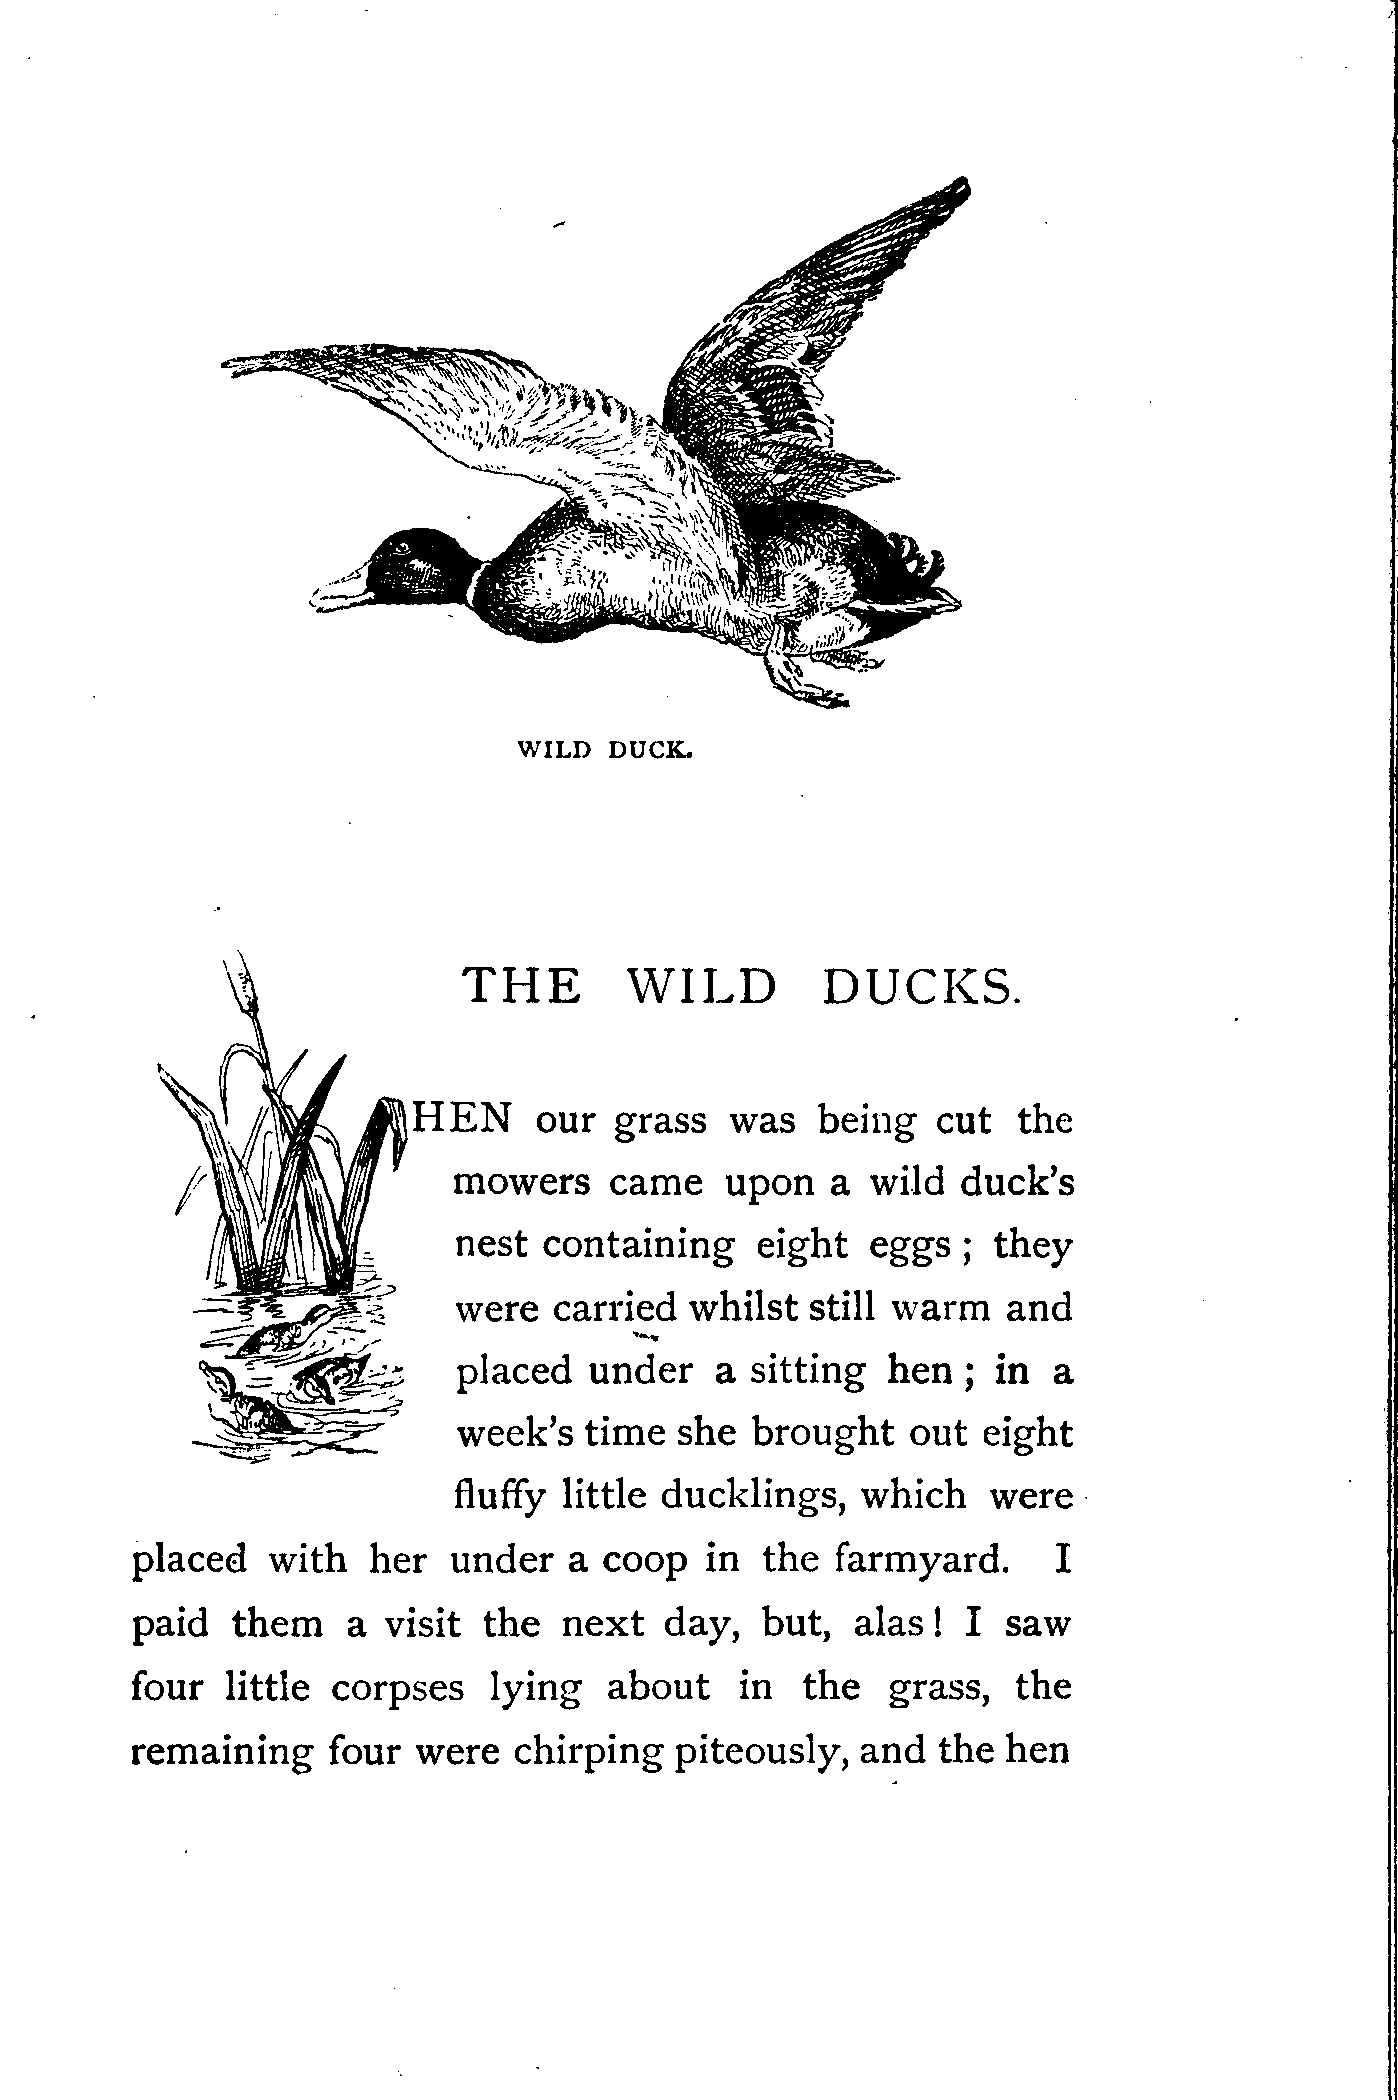 WILD DUCK.
THE WILD DUCKS.
WHEN our grass was being cut the
mowers came upon a wild duck's
nest containing eight eggs ; they
were carried whilst still warm and
placed under a sitting hen ; in a
week's time she brought out eight
fluffy little ducklings, which were
placed with her under a coop in the farmyard. I
paid them a visit the next day, but, alas! I saw
four little corpses lying about in the grass, the
remaining four were chirping piteously, and the hen